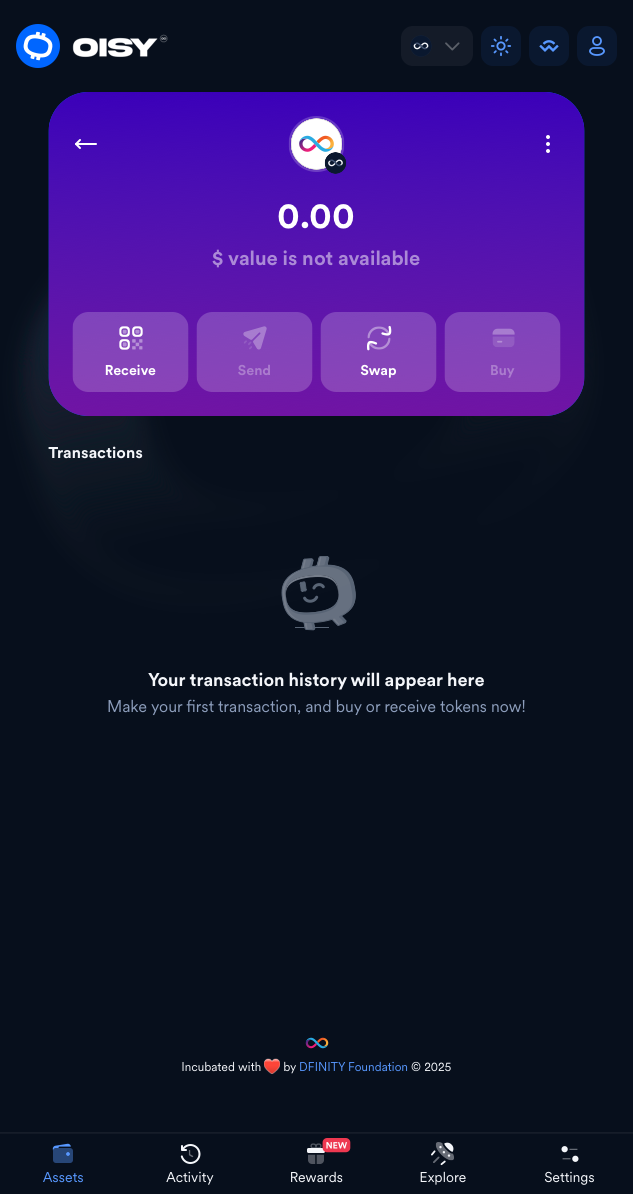 OISY
0.00
$ value is not available
Receive
Send
Swap
Buy
Transactions
Your transaction history will appear here
Make your first transaction, and buy or receive tokens now!
Incubated with ❤️ by DFINITY Foundation © 2025
NEW
Assets
Activity
Rewards
Explore
Settings